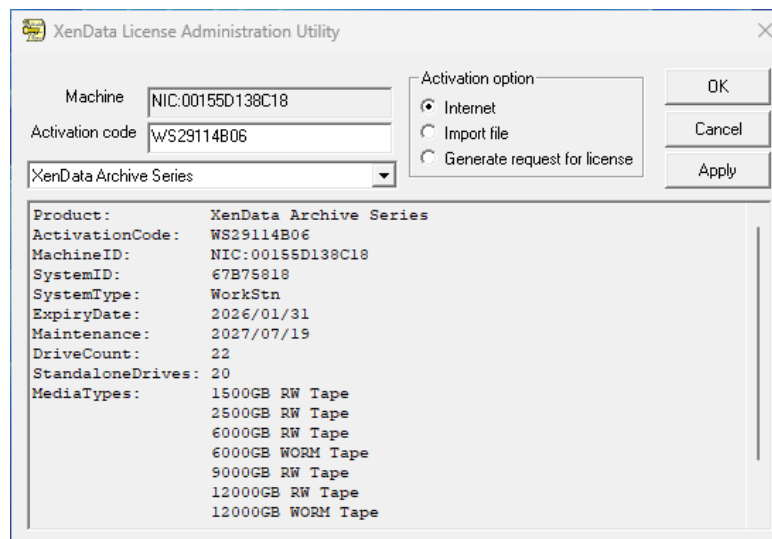 XenData License Administration Utility
Machine NIC:00155D138C18
Activation code WS29114B06
XenData Archive Series
Activation option
Internet
Import file
Generate request for license
OK
Cancel
Apply
Product: XenData Archive Series
ActivationCode: WS29114B06
MachineID: NIC:00155D138C18
SystemID: 67B75818
SystemType: WorkStn
ExpiryDate: 2026/01/31
Maintenance: 2027/07/19
DriveCount: 22
StandaloneDrives: 20
MediaTypes: 1500GB RW Tape
2500GB RW Tape
6000GB RW Tape
6000GB WORM Tape
9000GB RW Tape
12000GB RW Tape
12000GB WORM Tape